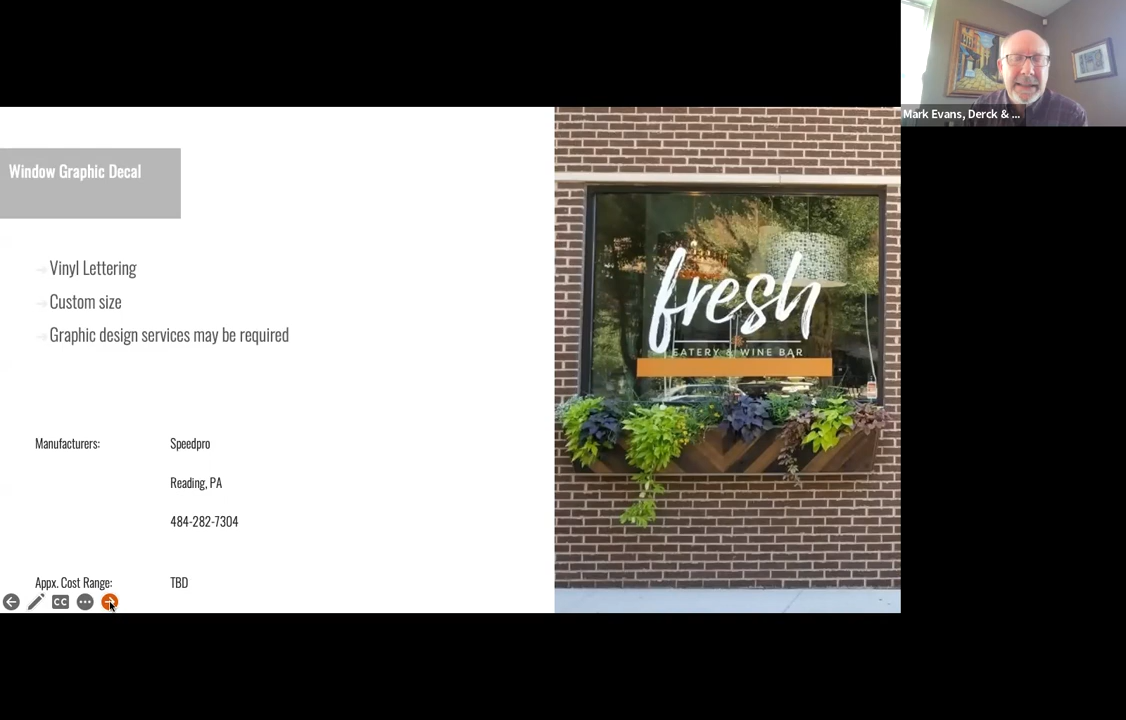 Mark Evans, Derck & ...
Window Graphic Decal
Vinyl Lettering
Custom size
Graphic design services may be required
Manufacturers: Speedpro
Reading, PA
484-282-7304
Appx. Cost Range: TBD
CC
fresh
EATERY & WINE BAR